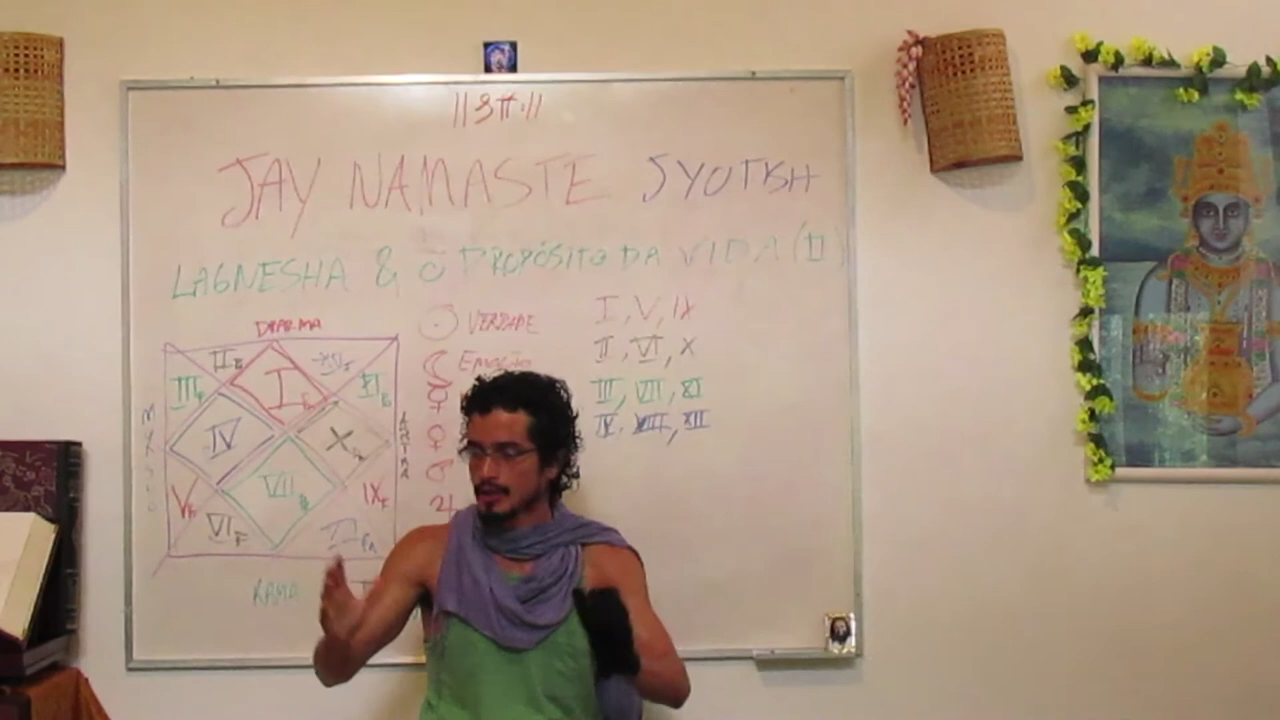 JAY NAMASTE JYOTISH
LAGNESHA & O PROPÓSITO DA VIDA (II)
DHARMA
VERDADE
I, V, IX
EMOÇÃO
II, VI, X
III, VII, XI
IV, VIII, XII
II
XII
III
I
XI
IV
X
ARTHA
V
VII
IX
VI
KAMA